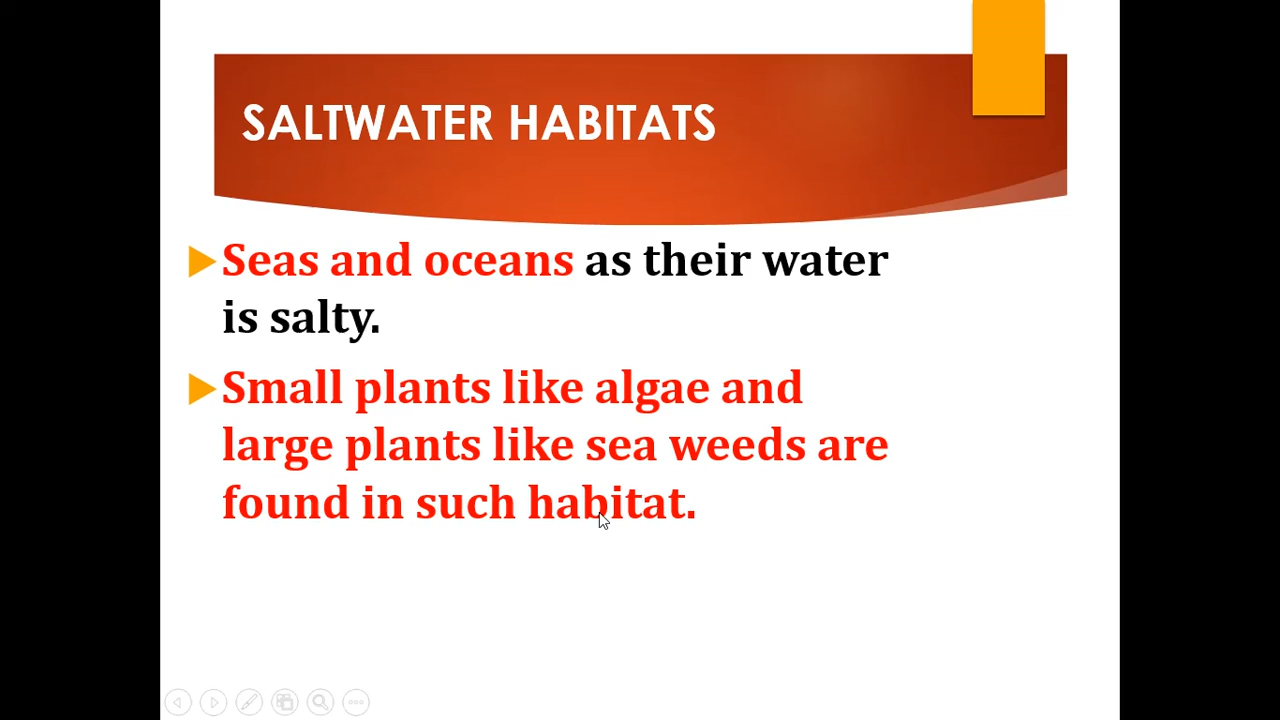 SALTWATER HABITATS
Seas and oceans as their water
is salty.
Small plants like algae and
large plants like sea weeds are
found in such habitat.